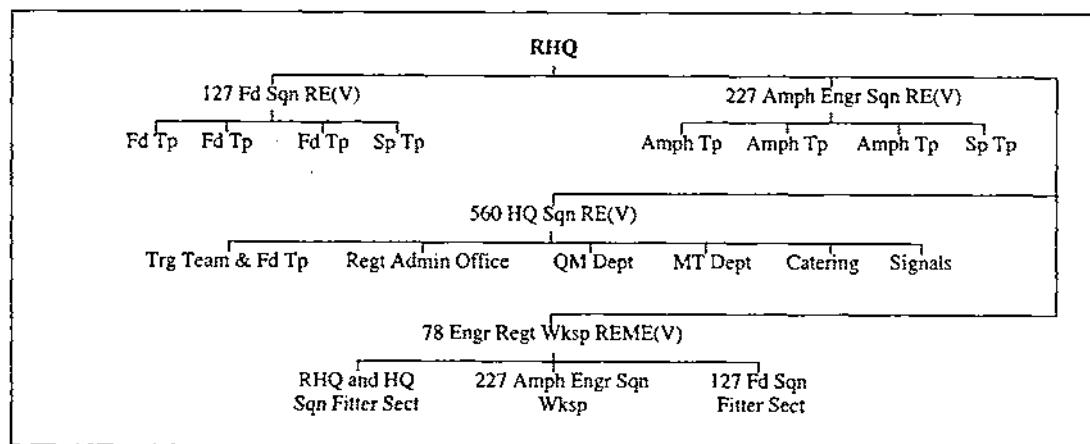 RHQ
127 Fd Sqn RE(V) 227 Amph Engr Sqn RE(V)
Fd Tp Fd Tp Fd Tp Sp Tp Amph Tp Amph Tp Amph Tp Sp Tp
560 HQ Sqn RE(V)
Trg Team & Fd Tp Regt Admin Office QM Dept MT Dept Catering Signals
78 Engr Regt Wksp REME(V)
RHQ and HQ 227 Amph Engr Sqn 127 Fd Sqn
Sqn Fitter Sect Wksp Fitter Sect